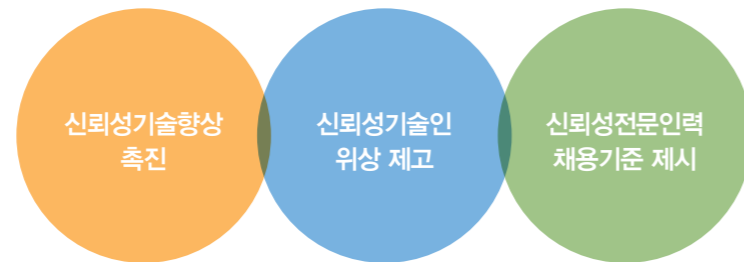 신뢰성기술향상
촉진
신뢰성기술인
위상 제고
신뢰성전문인력
채용기준 제시